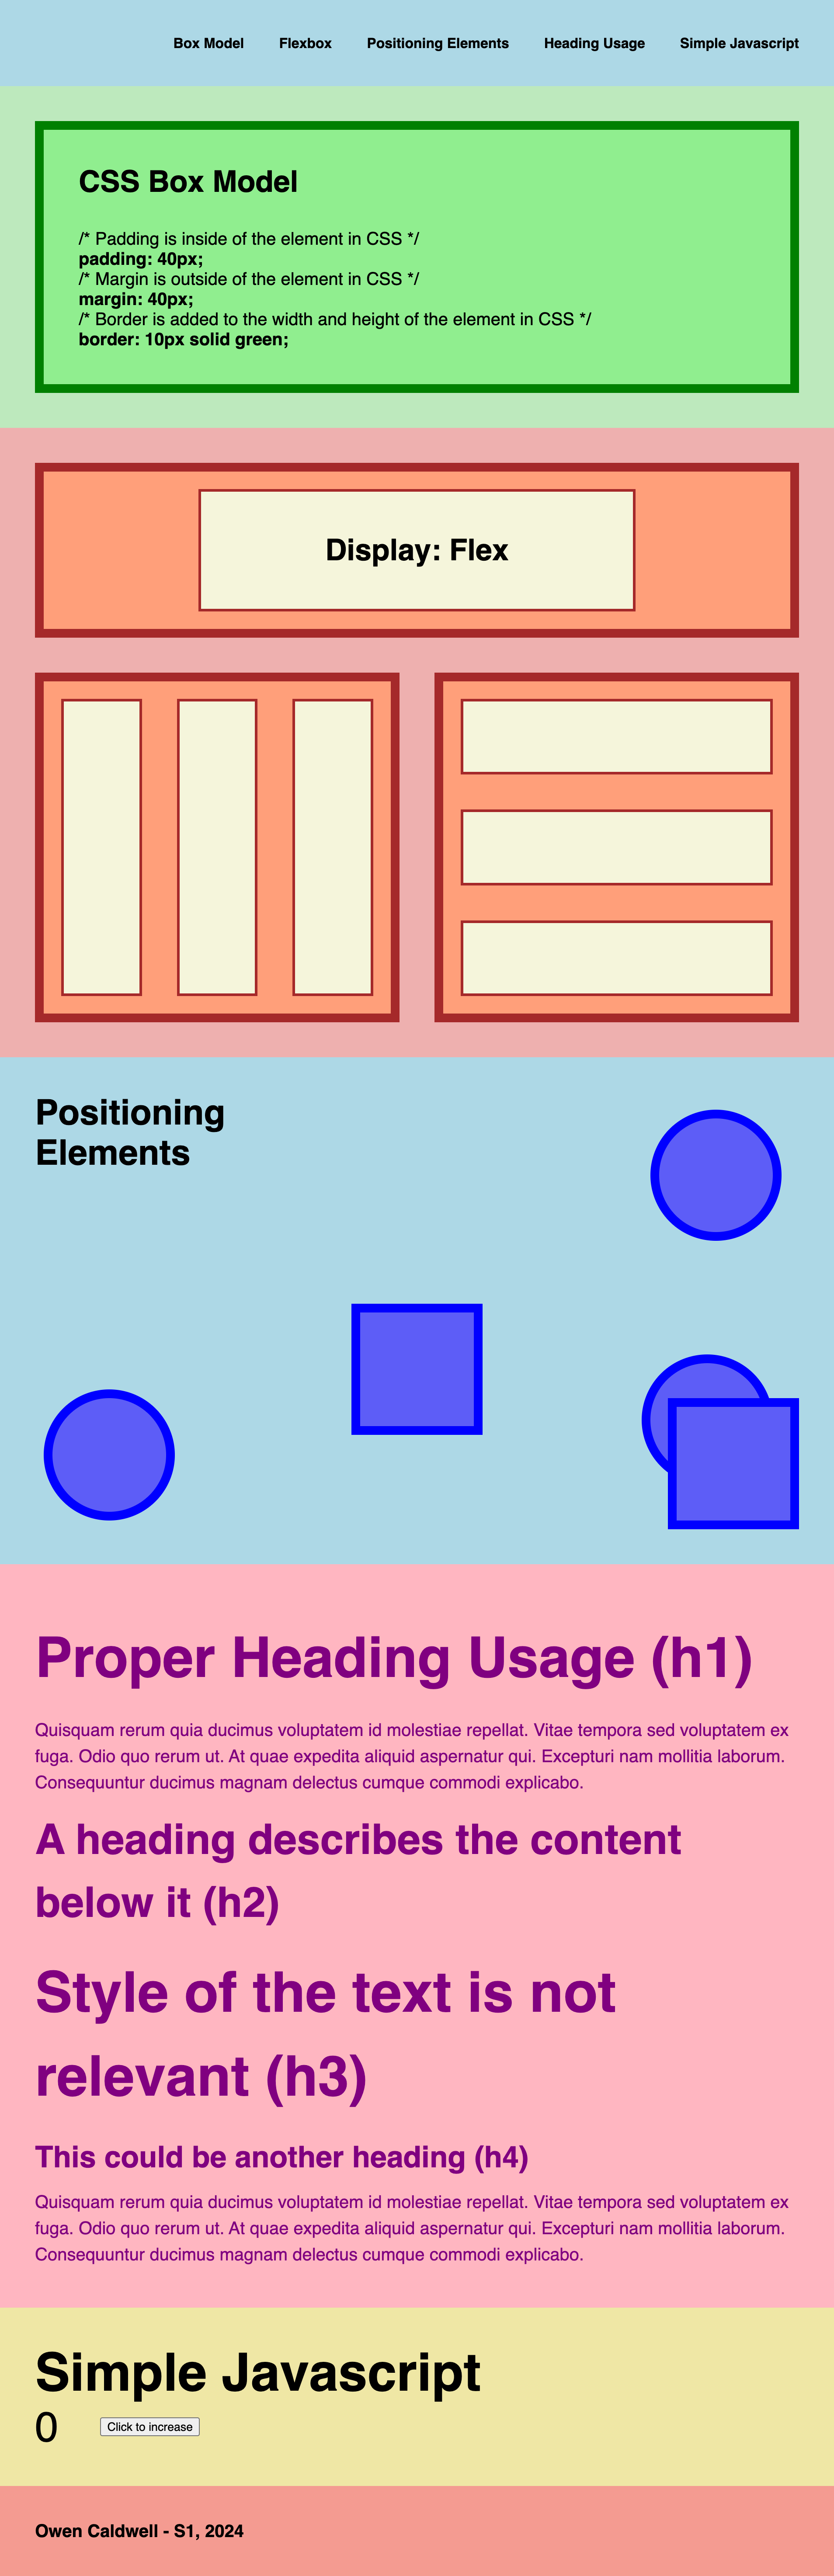 Box Model Flexbox Positioning Elements Heading Usage Simple Javascript
CSS Box Model
/* Padding is inside of the element in CSS */
padding: 40px;
/* Margin is outside of the element in CSS */
margin: 40px;
/* Border is added to the width and height of the element in CSS */
border: 10px solid green;
Display: Flex
Positioning
Elements
Proper Heading Usage (h1)
Quisquam rerum quia ducimus voluptatem id molestiae repellat. Vitae tempora sed voluptatem ex
fuga. Odio quo rerum ut. At quae expedita aliquid aspernatur qui. Excepturi nam mollitia laborum.
Consequuntur ducimus magnam delectus cumque commodi explicabo.
A heading describes the content
below it (h2)
Style of the text is not
relevant (h3)
This could be another heading (h4)
Quisquam rerum quia ducimus voluptatem id molestiae repellat. Vitae tempora sed voluptatem ex
fuga. Odio quo rerum ut. At quae expedita aliquid aspernatur qui. Excepturi nam mollitia laborum.
Consequuntur ducimus magnam delectus cumque commodi explicabo.
Simple Javascript
0 Click to increase
Owen Caldwell - S1, 2024